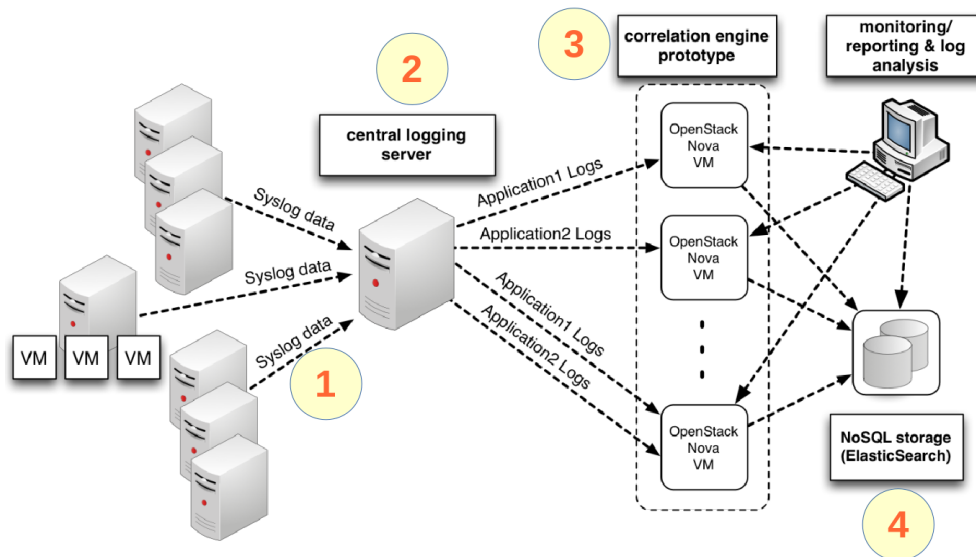 3
correlation engine
prototype
monitoring/
reporting & log
analysis
2
central logging
server
OpenStack
Nova
VM
Application1 Logs
Syslog data
Application2 Logs
OpenStack
Nova
VM
Syslog data
Application1 Logs
Application2 Logs
Syslog data
VM
VM
VM
1
OpenStack
Nova
VM
NoSQL storage
(ElasticSearch)
4